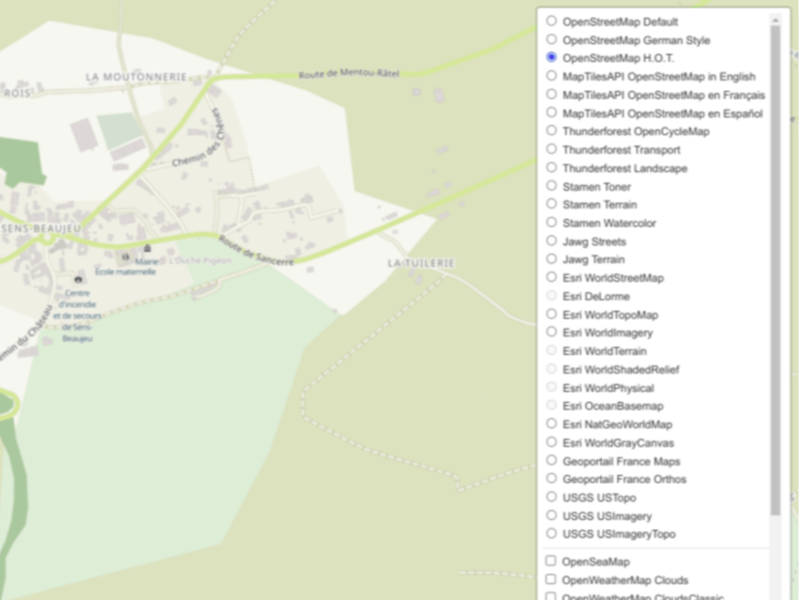 OpenStreetMap Default
OpenStreetMap German Style
OpenStreetMap H.O.T.
MapTilesAPI OpenStreetMap in English
MapTilesAPI OpenStreetMap en Français
MapTilesAPI OpenStreetMap en Español
Thunderforest OpenCycleMap
Thunderforest Transport
Thunderforest Landscape
Stamen Toner
Stamen Terrain
Stamen Watercolor
Jawg Streets
Jawg Terrain
Esri WorldStreetMap
Esri DeLorme
Esri WorldTopoMap
Esri WorldImagery
Esri WorldTerrain
Esri WorldShadedRelief
Esri WorldPhysical
Esri OceanBasemap
Esri NatGeoWorldMap
Esri WorldGrayCanvas
Geoportail France Maps
Geoportail France Orthos
USGS USTopo
USGS USImagery
USGS USImageryTopo
OpenSeaMap
OpenWeatherMap Clouds
OpenWeatherMap CloudsClassic
LA MOUTONNERIE
Route de Mentou-Râtel
ROIS
Chemin des Chênes
SENS-BEAUJEU
Route de Sancerre
Mairie
L'Ouche Pigeon
École maternelle
LA TUILERIE
Centre
d'incendie
et de secours
de Sens-
Beaujeu
emin du Château